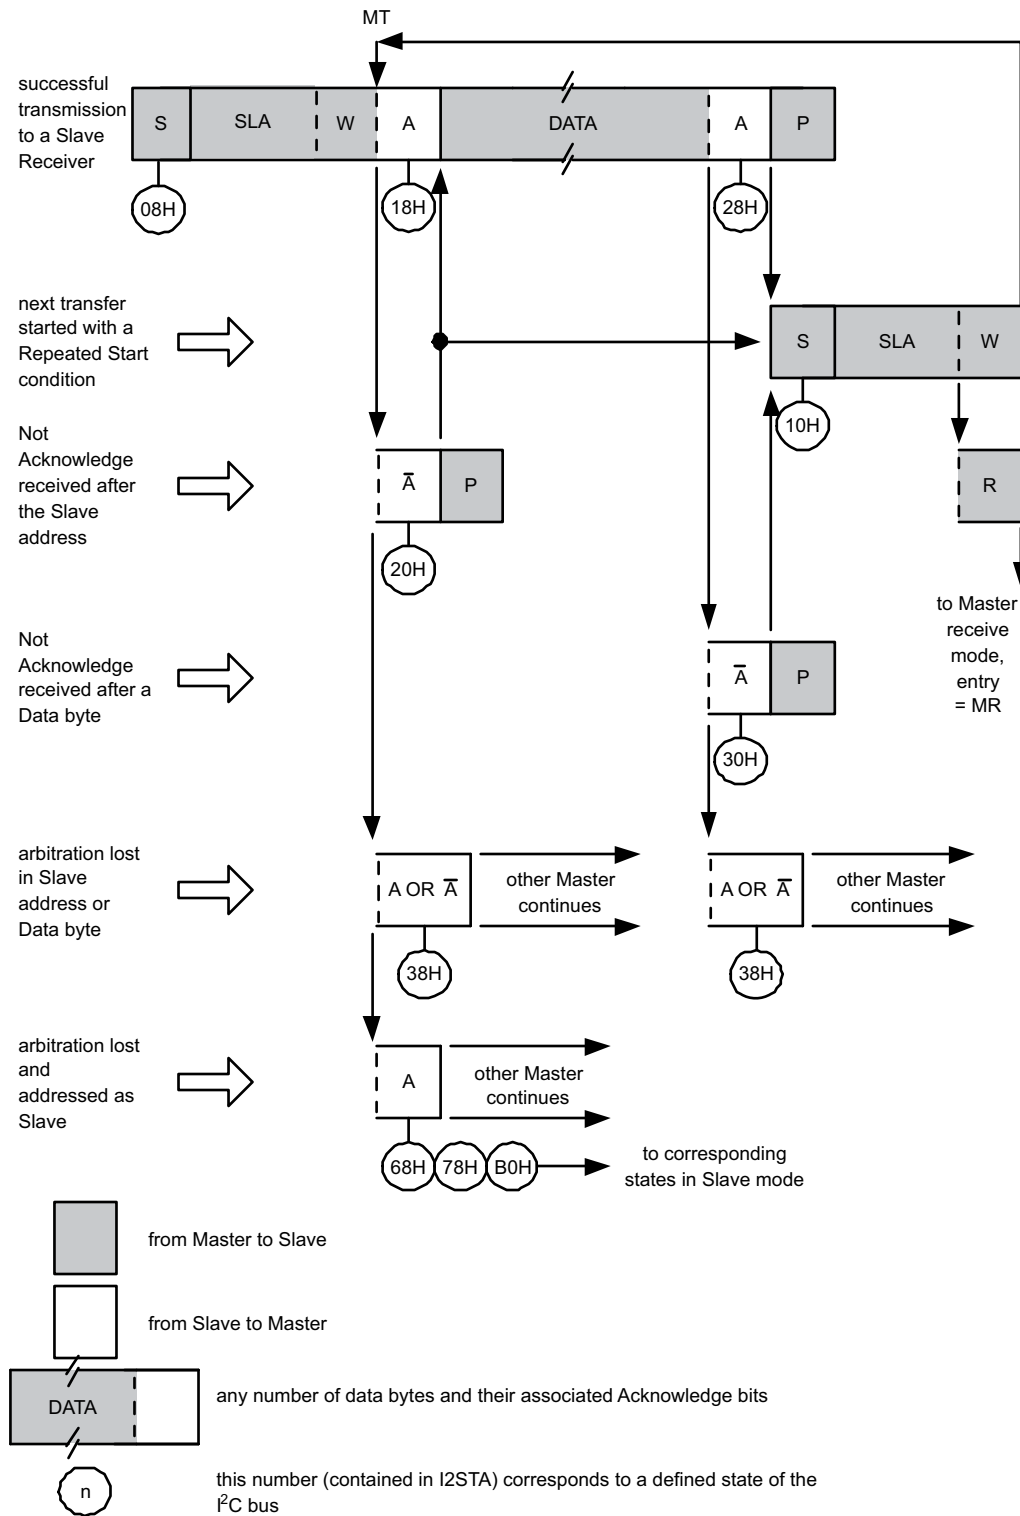 MT
successful
transmission
to a Slave
Receiver
S SLA W A DATA A P
08H 18H 28H
next transfer
started with a
Repeated Start
condition
S SLA W
10H
Not
Acknowledge
received after
the Slave
address
A̅ P
R
20H
to Master
receive
mode,
entry
= MR
Not
Acknowledge
received after a
Data byte
A̅ P
30H
arbitration lost
in Slave
address or
Data byte
A OR A̅
other Master
continues
A OR A̅
other Master
continues
38H 38H
arbitration lost
and
addressed as
Slave
A
other Master
continues
68H 78H B0H
to corresponding
states in Slave mode
from Master to Slave
from Slave to Master
DATA
any number of data bytes and their associated Acknowledge bits
n
this number (contained in I2STA) corresponds to a defined state of the
I²C bus